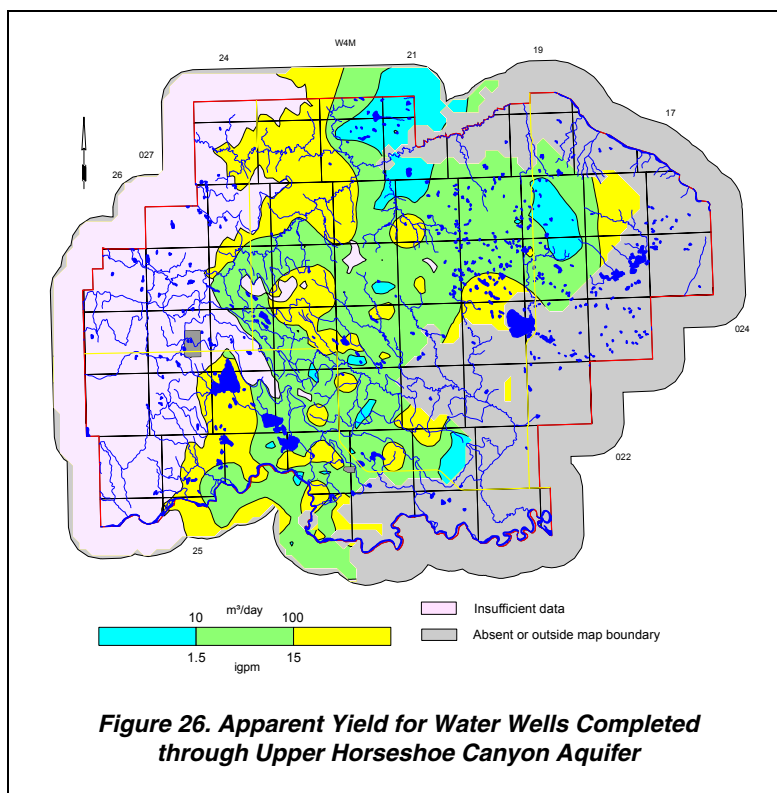 W4M
24
21
19
17
027
26
024
022
25
m³/day
10
100
1.5
15
igpm
Insufficient data
Absent or outside map boundary
Figure 26. Apparent Yield for Water Wells Completed
through Upper Horseshoe Canyon Aquifer